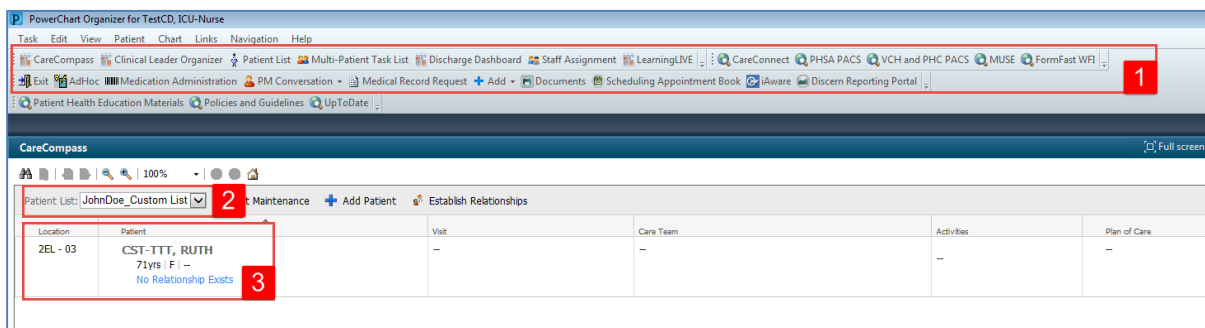 PowerChart Organizer for TestCD, ICU-Nurse
Task Edit View Patient Chart Links Navigation Help
CareCompass Clinical Leader Organizer Patient List Multi-Patient Task List Discharge Dashboard Staff Assignment LearningLIVE CareConnect PHSA PACS VCH and PHC PACS MUSE FormFast WFI
Exit AdHoc Medication Administration PM Conversation Medical Record Request Add Documents Scheduling Appointment Book iAware Discern Reporting Portal
1
Patient Health Education Materials Policies and Guidelines UpToDate
CareCompass Full screen
100%
Patient List: JohnDoe_Custom List 2 t Maintenance Add Patient Establish Relationships
Location Patient Visit Care Team Activities Plan of Care
2EL - 03 CST-TTT, RUTH -- -- -- --
71yrs | F | --
No Relationship Exists 3